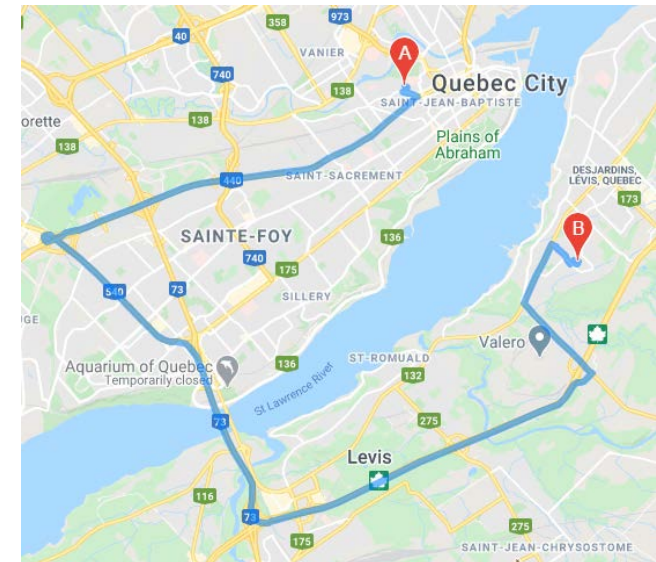 358
973
40
VANIER
A
740
138
138
Quebec City
SAINT-JEAN-BAPTISTE
orette
138
138
Plains of
Abraham
440
SAINT-SACREMENT
DESJARDINS,
LÉVIS, QUEBEC
173
B
SAINTE-FOY
136
740
175
540
73
SILLERY
GE
Valero
Aquarium of Quebec
Temporarily closed
136
ST-ROMUALD
132
St Lawrence River
73
275
Levis
116
73
175
275
SAINT-JEAN-CHRYSOSTOME